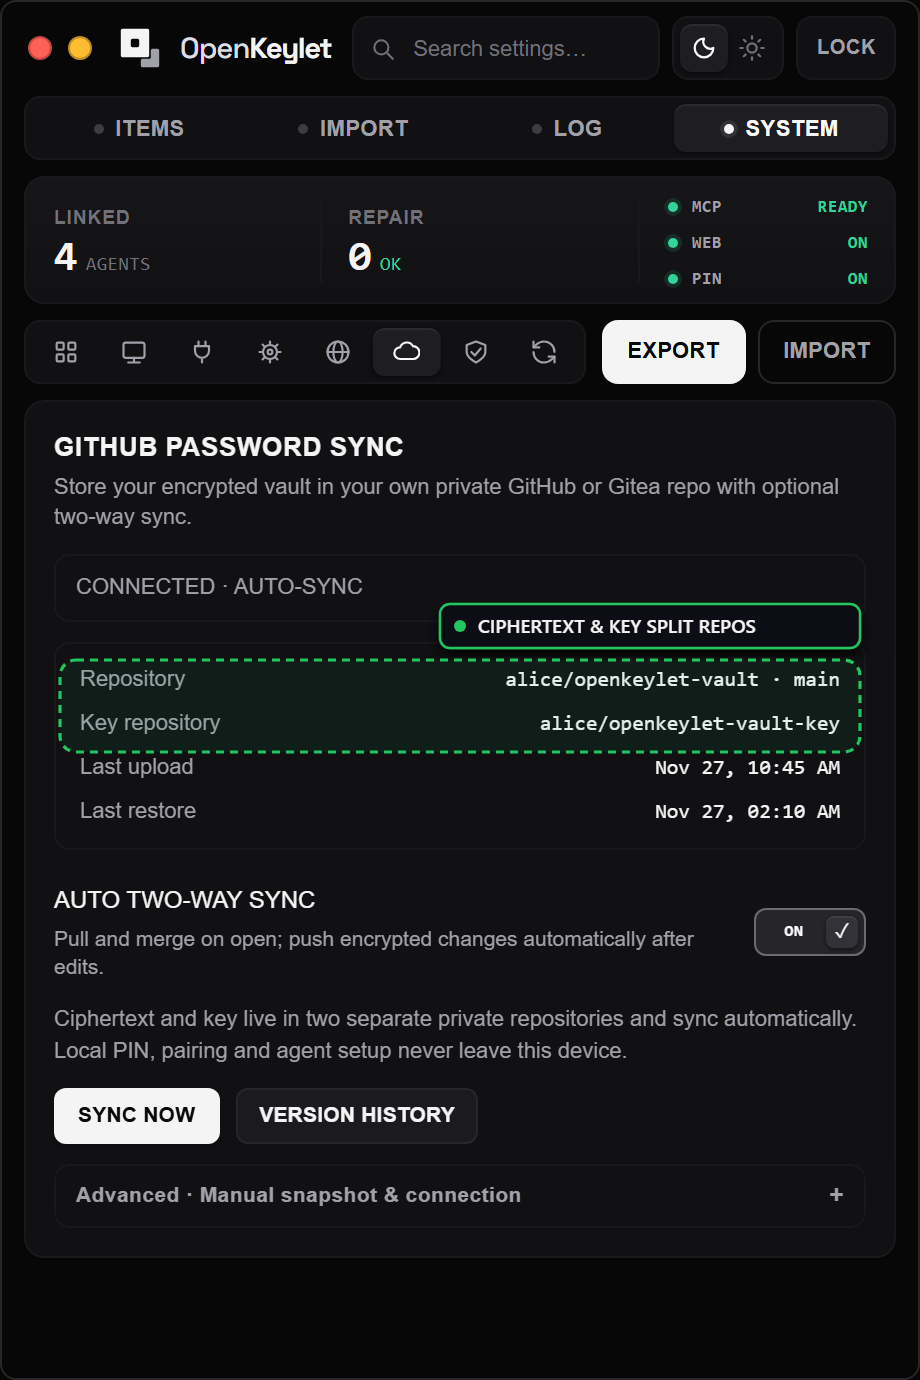 OpenKeylet
Search settings...
LOCK
ITEMS
IMPORT
LOG
SYSTEM
LINKED
4 AGENTS
REPAIR
0 OK
MCP READY
WEB ON
PIN ON
EXPORT
IMPORT
GITHUB PASSWORD SYNC
Store your encrypted vault in your own private GitHub or Gitea repo with optional
two-way sync.
CONNECTED · AUTO-SYNC
CIPHERTEXT & KEY SPLIT REPOS
Repository alice/openkeylet-vault · main
Key repository alice/openkeylet-vault-key
Last upload Nov 27, 10:45 AM
Last restore Nov 27, 02:10 AM
AUTO TWO-WAY SYNC
Pull and merge on open; push encrypted changes automatically after
edits.
ON ✓
Ciphertext and key live in two separate private repositories and sync automatically.
Local PIN, pairing and agent setup never leave this device.
SYNC NOW
VERSION HISTORY
Advanced · Manual snapshot & connection +